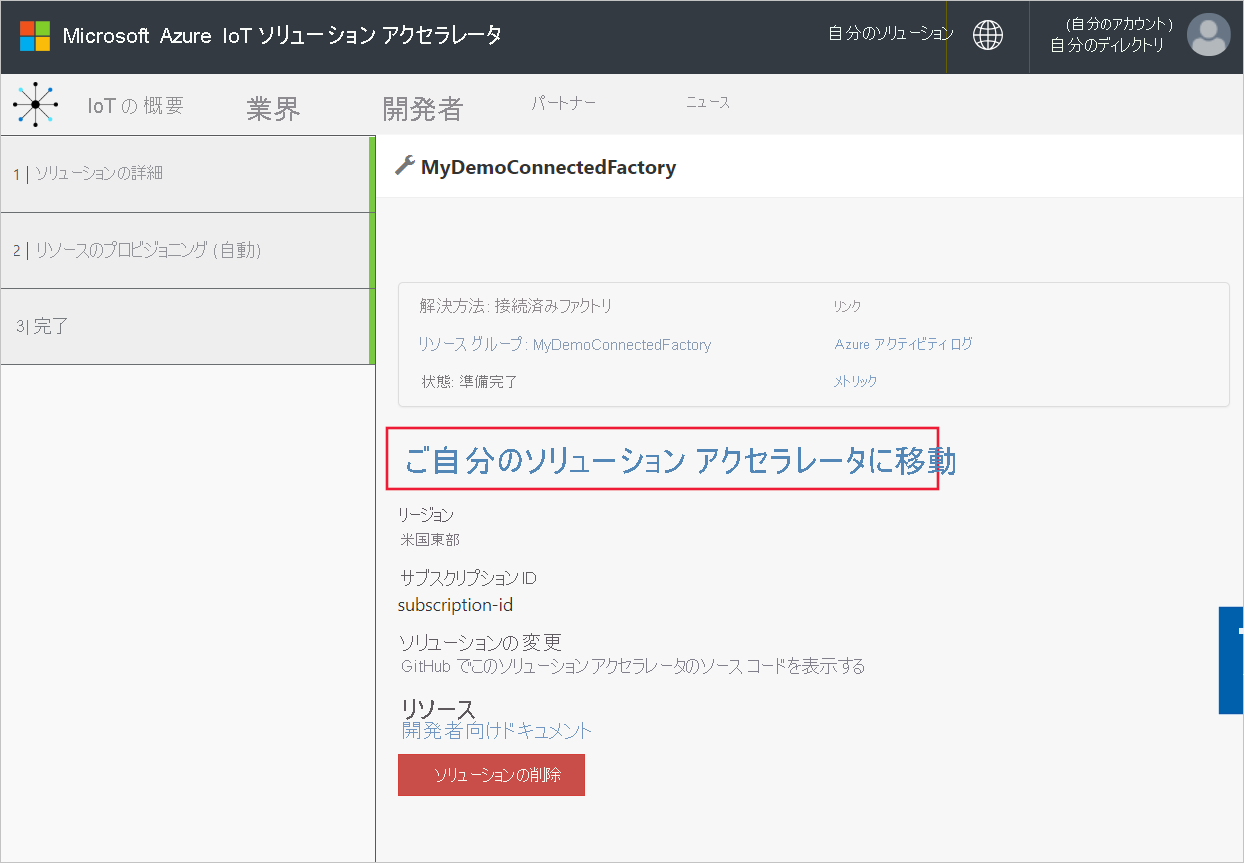 Microsoft Azure IoT ソリューション アクセラレータ
自分のソリューション
(自分のアカウント)
自分のディレクトリ
IoT の 概要
業界
開発者
パートナー
ニュース
1 | ソリューションの詳細
2 | リソースのプロビジョニング (自動)
3| 完了
MyDemoConnectedFactory
解決方法: 接続済みファクトリ
リンク
リソース グループ: MyDemoConnectedFactory
Azure アクティビティ ログ
状態: 準備完了
メトリック
ご自分のソリューション アクセラレータに移動
リージョン
米国東部
サブスクリプション ID
subscription-id
ソリューションの 変更
GitHub でこのソリューション アクセラレータのソース コードを表示する
リソース
開発者向けドキュメント
ソリューションの削除